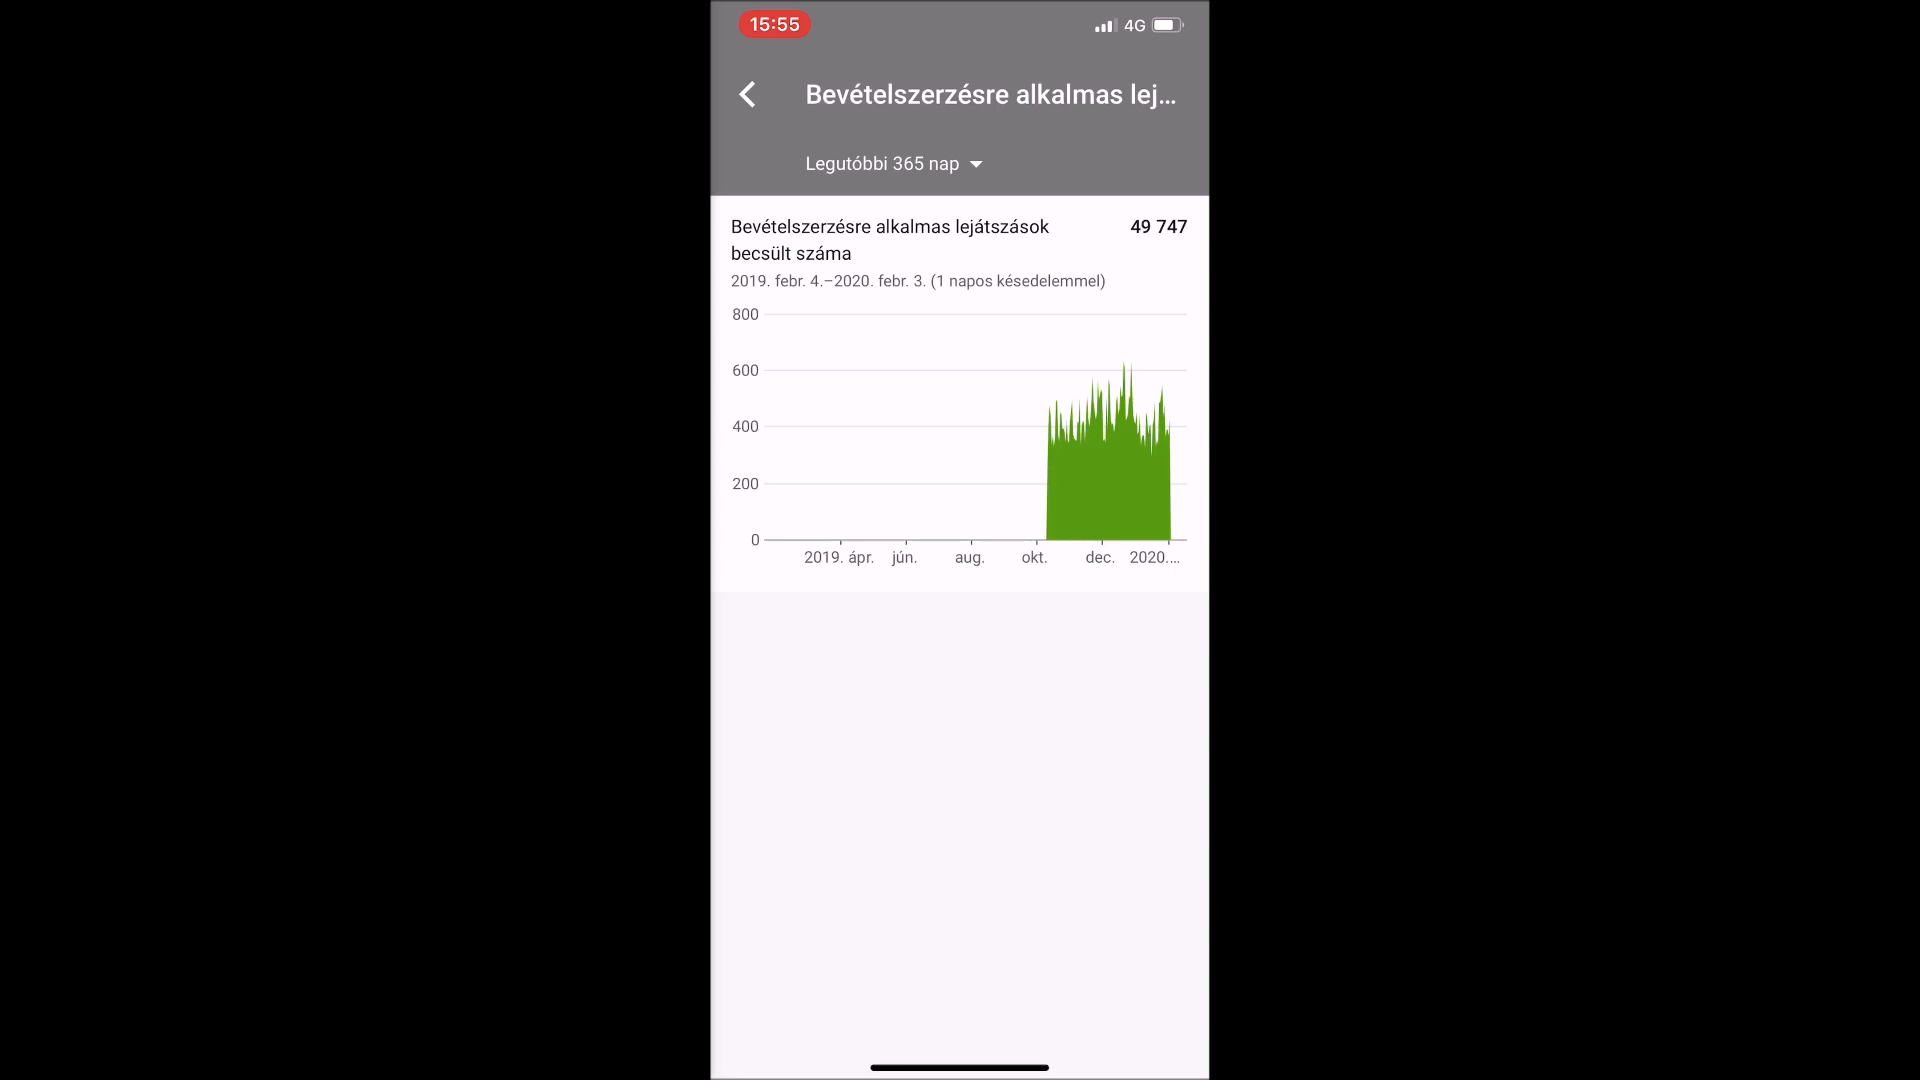 15:55
4G
Bevételszerzésre alkalmas lej...
Legutóbbi 365 nap
Bevételszerzésre alkalmas lejátszások
becsült száma
49 747
2019. febr. 4.–2020. febr. 3. (1 napos késedelemmel)
800
600
400
200
0
2019. ápr. jún. aug. okt. dec. 2020....